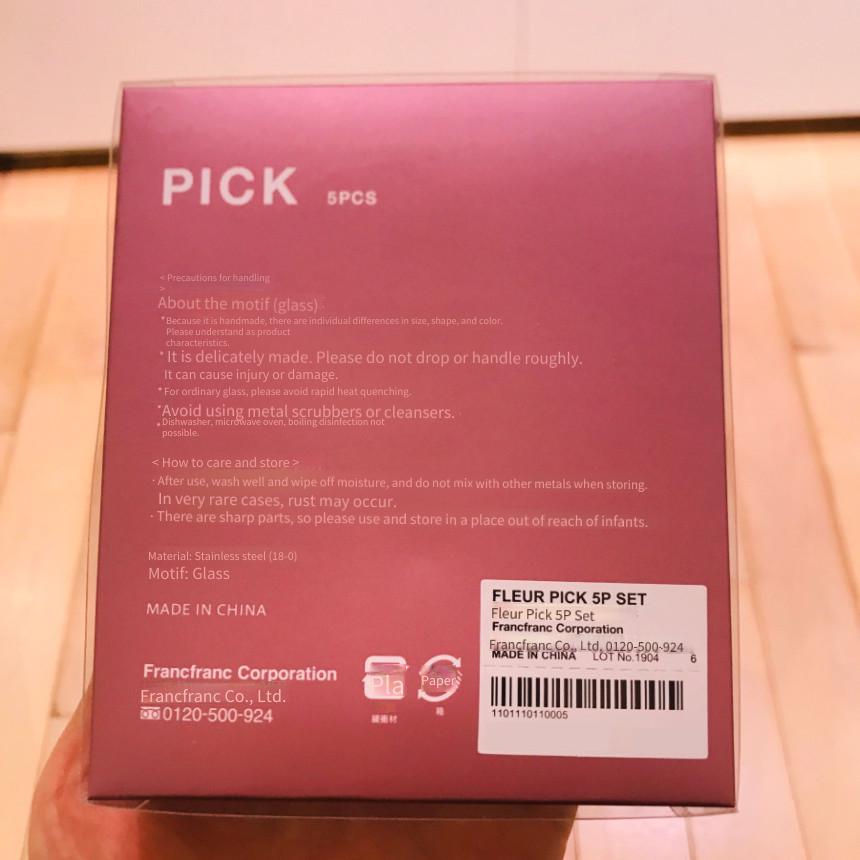 PICK 5PCS
< Precautions for handling
>
About the motif (glass)
*Because it is handmade, there are individual differences in size, shape, and color.
Please understand as product
characteristics.
* It is delicately made. Please do not drop or handle roughly.
It can cause injury or damage.
*For ordinary glass, please avoid rapid heat quenching.
*Avoid using metal scrubbers or cleansers.
*Dishwasher, microwave oven, boiling disinfection not
possible.
< How to care and store >
· After use, wash well and wipe off moisture, and do not mix with other metals when storing.
In very rare cases, rust may occur.
· There are sharp parts, so please use and store in a place out of reach of infants.
Material: Stainless steel (18-0)
Motif: Glass
MADE IN CHINA
Francfranc Corporation
Francfranc Co., Ltd.
0120-500-924
Pla
緩衝材
Paper
箱
FLEUR PICK 5P SET
Fleur Pick 5P Set
Francfranc Corporation
Francfranc Co., Ltd. 0120-500-924
MADE IN CHINA LOT No.1904 6
1101110110005